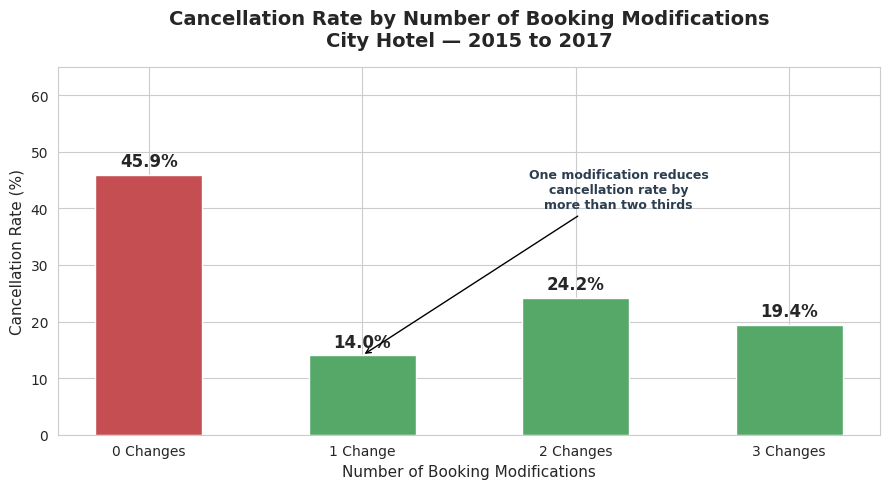 Cancellation Rate by Number of Booking Modifications
City Hotel — 2015 to 2017
Cancellation Rate (%)
60
50
40
30
20
10
0
45.9%
14.0%
24.2%
19.4%
One modification reduces
cancellation rate by
more than two thirds
0 Changes
1 Change
2 Changes
3 Changes
Number of Booking Modifications